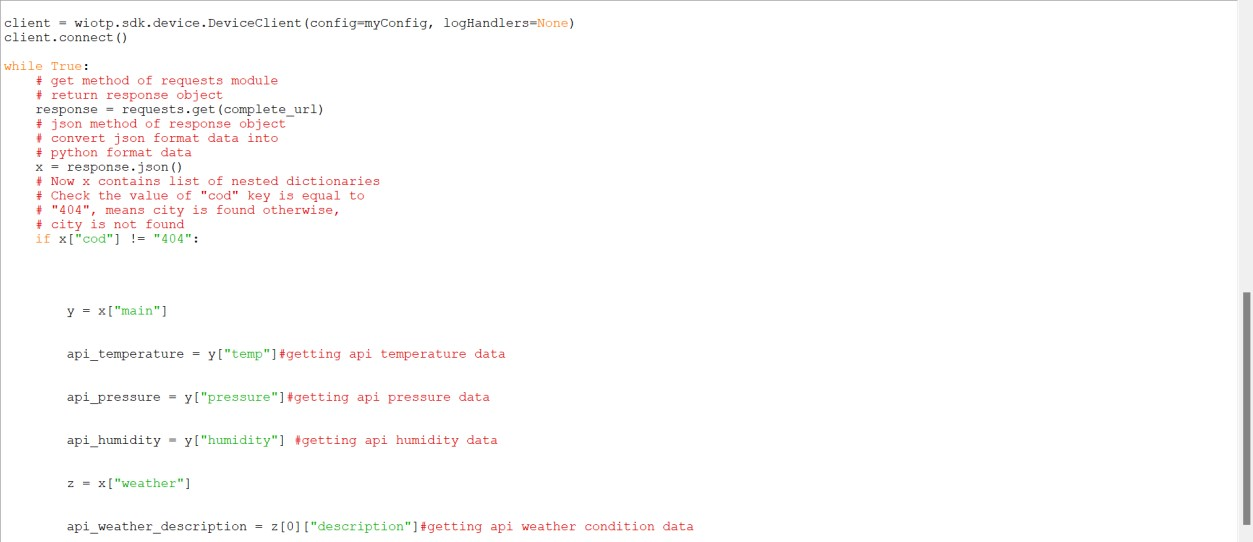 client = wiotp.sdk.device.DeviceClient(config=myConfig, logHandlers=None)
client.connect()
while True:
    # get method of requests module
    # return response object
    response = requests.get(complete_url)
    # json method of response object
    # convert json format data into
    # python format data
    x = response.json()
    # Now x contains list of nested dictionaries
    # Check the value of "cod" key is equal to
    # "404", means city is found otherwise,
    # city is not found
    if x["cod"] != "404":
        y = x["main"]
        api_temperature = y["temp"]#getting api temperature data
        api_pressure = y["pressure"]#getting api pressure data
        api_humidity = y["humidity"] #getting api humidity data
        z = x["weather"]
        api_weather_description = z[0]["description"]#getting api weather condition data